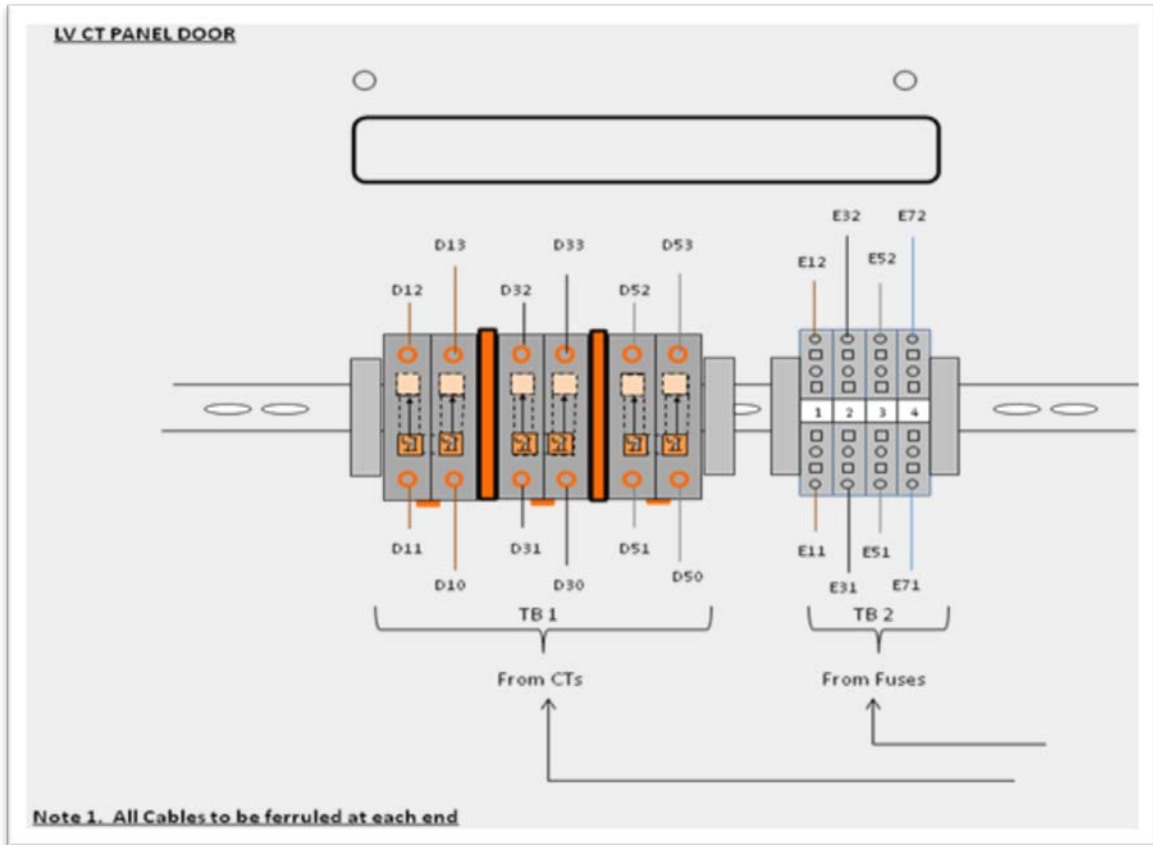 LV CT PANEL DOOR
E32 E72
D13 D33 D53
E12 E52
D12 D32 D52
1 2 3 4
D11 D31 D51
E11 E51
D10 D30 D50
E31 E71
TB 1 TB 2
From CTs From Fuses
Note 1. All Cables to be ferruled at each end